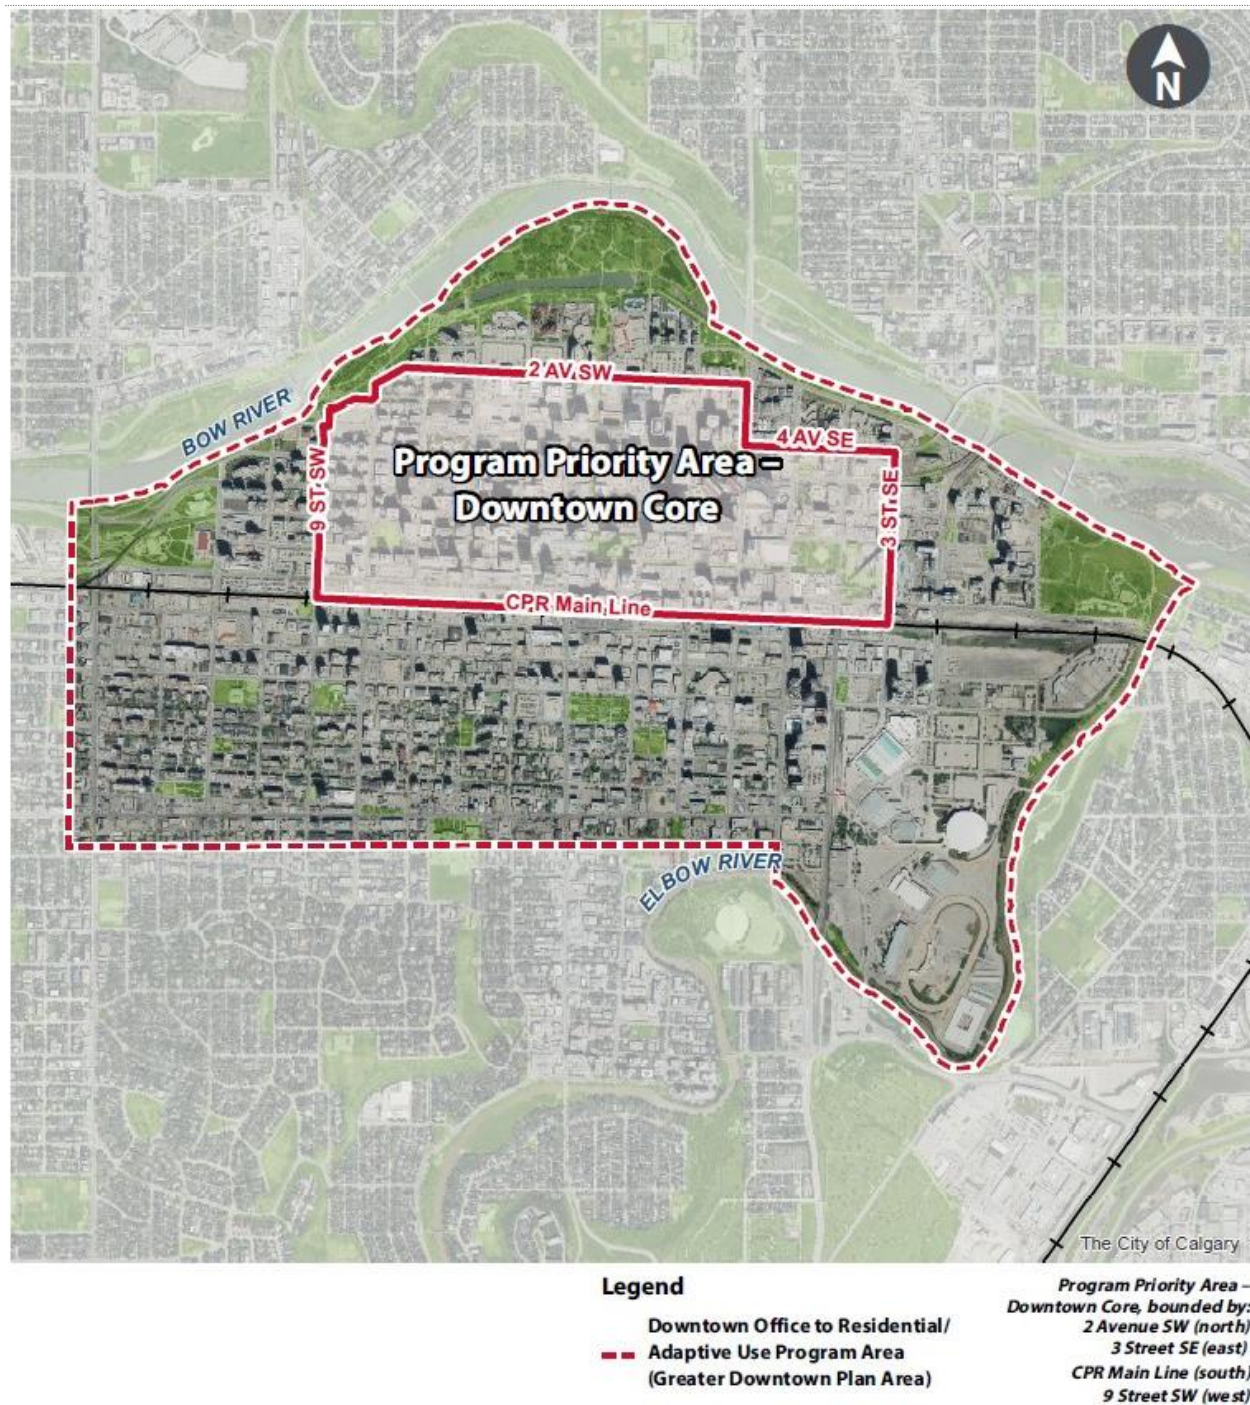 N
2 AV SW
BOW RIVER
4 AV SE
Program Priority Area –
Downtown Core
9 ST SW
3 ST SE
CPR Main Line
ELBOW RIVER
The City of Calgary
Legend
Downtown Office to Residential/
Adaptive Use Program Area
(Greater Downtown Plan Area)
Program Priority Area –
Downtown Core, bounded by:
2 Avenue SW (north)
3 Street SE (east)
CPR Main Line (south)
9 Street SW (west)